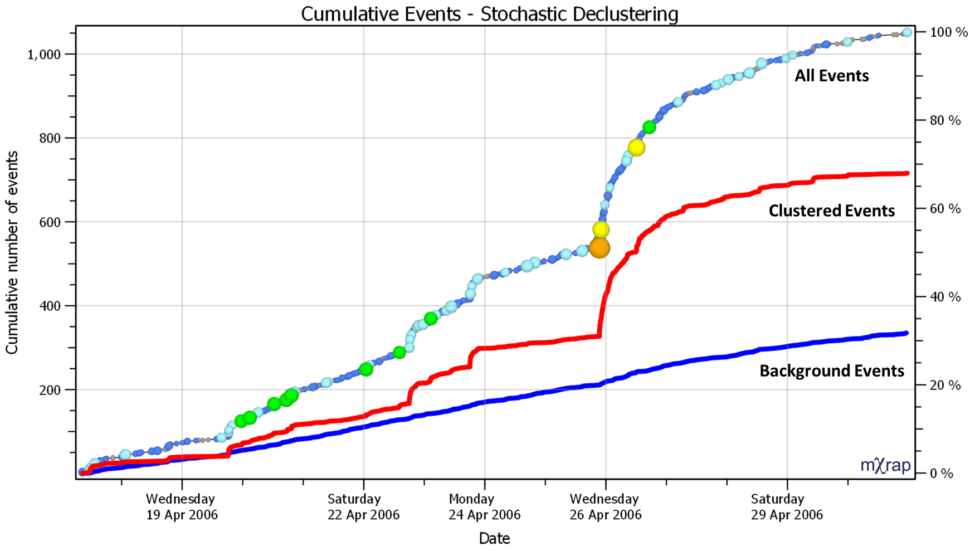 Cumulative Events - Stochastic Declustering
Cumulative number of events
1,000
800
600
400
200
100 %
80 %
60 %
40 %
20 %
0 %
All Events
Clustered Events
Background Events
mXrap
Wednesday
19 Apr 2006
Saturday
22 Apr 2006
Monday
24 Apr 2006
Wednesday
26 Apr 2006
Saturday
29 Apr 2006
Date